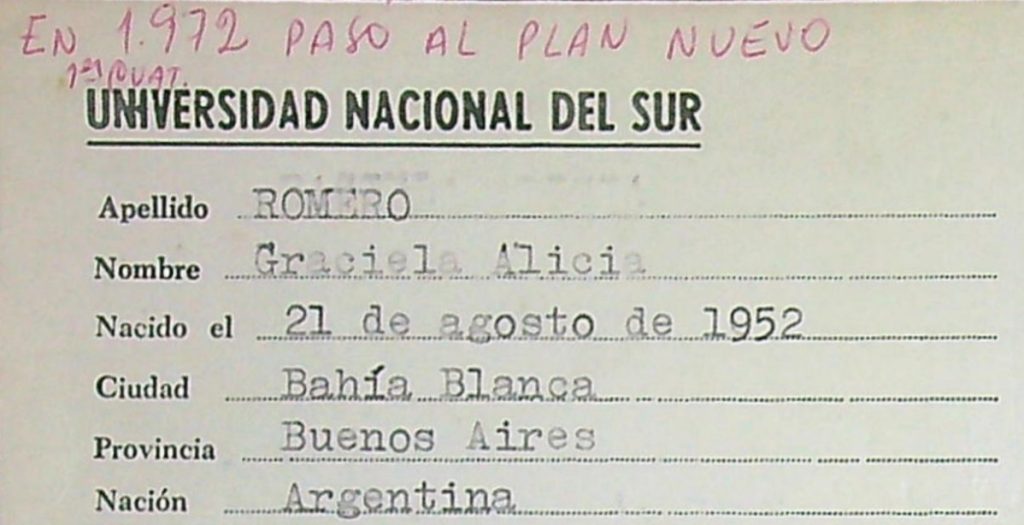 EN 1.972 PASO AL PLAN NUEVO
1er CUAT.
UNIVERSIDAD NACIONAL DEL SUR
Apellido ROMERO
Nombre Graciela Alicia
Nacido el 21 de agosto de 1952
Ciudad Bahía Blanca
Provincia Buenos Aires
Nación Argentina